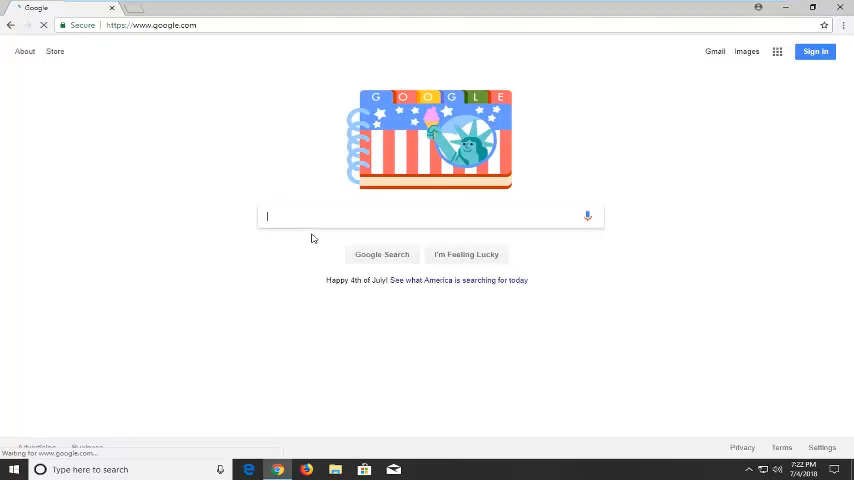 Google
Secure https://www.google.com
About Store Gmail Images Sign in
G O O G L E
Google Search I'm Feeling Lucky
Happy 4th of July! See what America is searching for today
Advertising Business Privacy Terms Settings
Waiting for www.google.com...
Type here to search
7:22 PM
7/4/2018